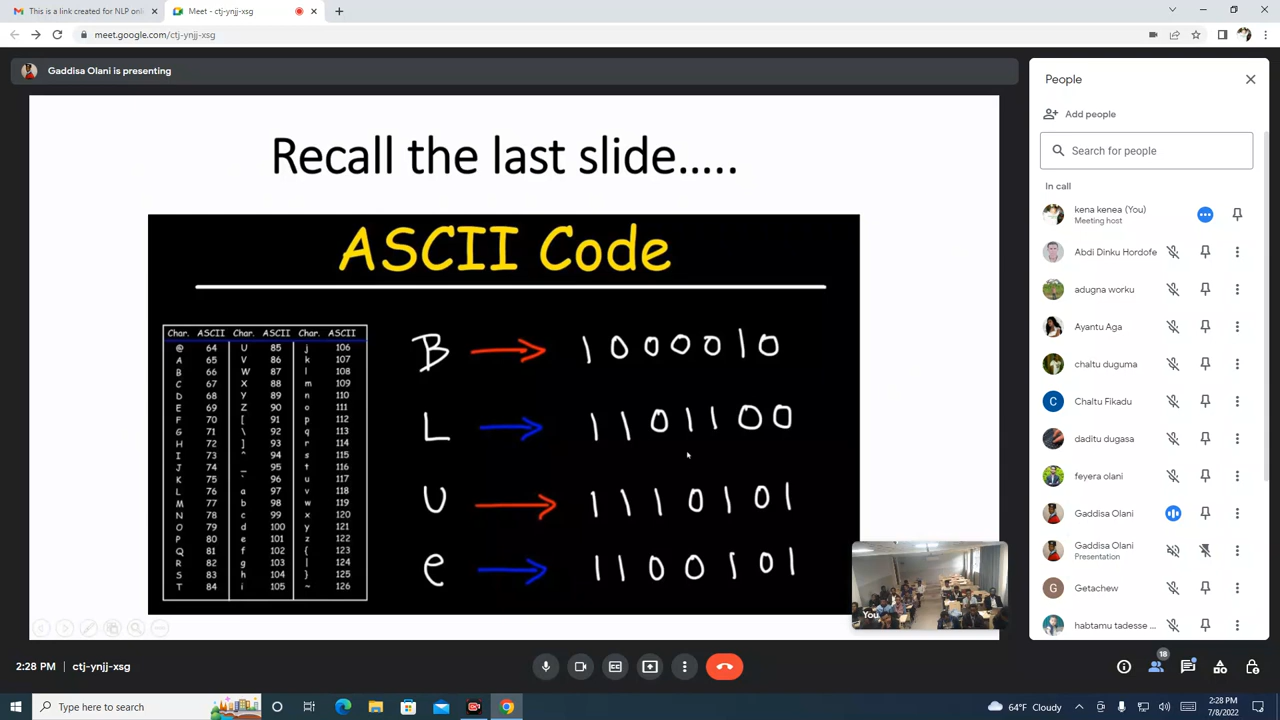 This is a link created for NLP onli
Meet - ctj-ynjj-xsg
meet.google.com/ctj-ynjj-xsg
Gaddisa Olani is presenting
Recall the last slide.....
ASCII Code
Char. ASCII Char. ASCII Char. ASCII
@ 64 U 85 j 106
A 65 V 86 k 107
B 66 W 87 l 108
C 67 X 88 m 109
D 68 Y 89 n 110
E 69 Z 90 o 111
F 70 [ 91 p 112
G 71 \ 92 q 113
H 72 ] 93 r 114
I 73 ^ 94 s 115
J 74 _ 95 t 116
K 75 ` 96 u 117
L 76 a 97 v 118
M 77 b 98 w 119
N 78 c 99 x 120
O 79 d 100 y 121
P 80 e 101 z 122
Q 81 f 102 { 123
R 82 g 103 | 124
S 83 h 104 } 125
T 84 i 105 ~ 126
B → 1000010
L → 1101100
U → 1110101
e → 1100101
You
People
Add people
Search for people
In call
kena kenea (You)
Meeting host
Abdi Dinku Hordofe
adugna worku
Ayantu Aga
chaltu duguma
C Chaltu Fikadu
daditu dugasa
feyera olani
Gaddisa Olani
Gaddisa Olani
Presentation
G Getachew
habtamu tadesse ...
2:28 PM | ctj-ynjj-xsg
18
Type here to search
64°F Cloudy
2:28 PM
7/8/2022